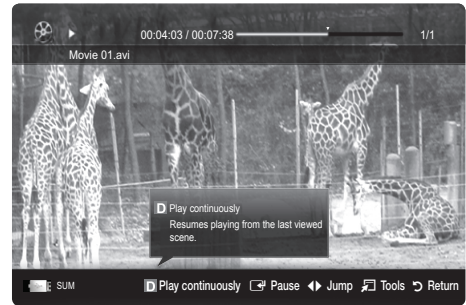 00:04:03 / 00:07:38 1/1
Movie 01.avi
D Play continuously
Resumes playing from the last viewed
scene.
SUM D Play continuously Pause Jump Tools Return